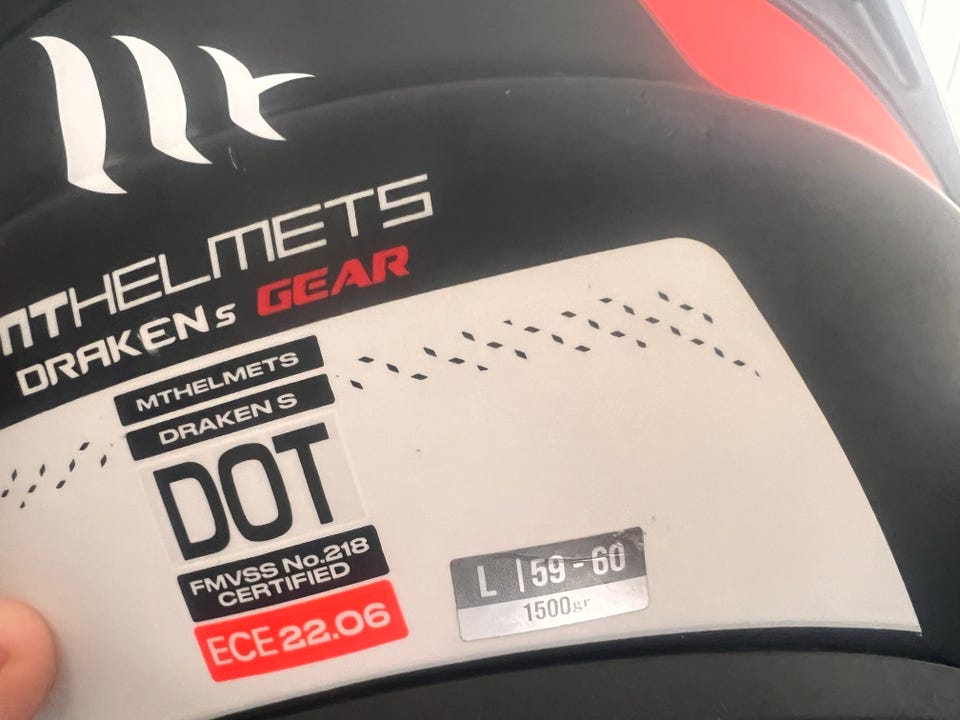 MTHELMETS
DRAKEN S GEAR
MTHELMETS
DRAKEN S
DOT
FMVSS No.218
CERTIFIED
ECE 22.06
L | 59 - 60
1500gr